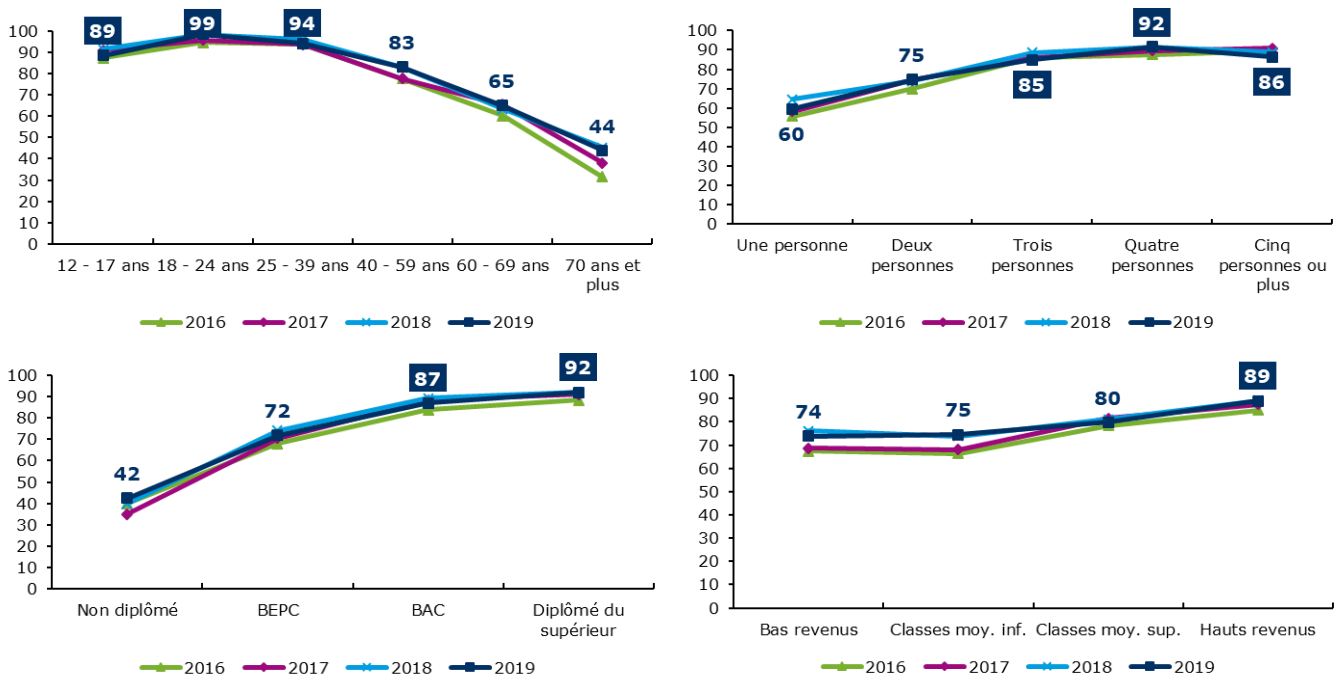 89 99 94 83 65 44
100
90
80
70
60
50
40
30
20
10
0
12 - 17 ans 18 - 24 ans 25 - 39 ans 40 - 59 ans 60 - 69 ans 70 ans et
plus
2016 2017 2018 2019
60 75 85 92 86
100
90
80
70
60
50
40
30
20
10
0
Une personne Deux Trois Quatre Cinq
personnes personnes personnes personnes ou
plus
2016 2017 2018 2019
42 72 87 92
100
90
80
70
60
50
40
30
20
10
0
Non diplômé BEPC BAC Diplômé du
supérieur
2016 2017 2018 2019
74 75 80 89
100
90
80
70
60
50
40
30
20
10
0
Bas revenus Classes moy. inf. Classes moy. sup. Hauts revenus
2016 2017 2018 2019